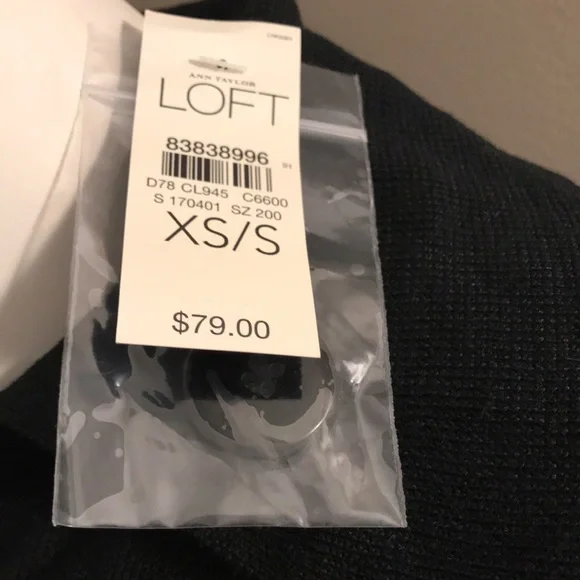 ANN TAYLOR
LOFT
83838996
D78 CL945 C6600
S 170401 SZ 200
XS/S
$79.00